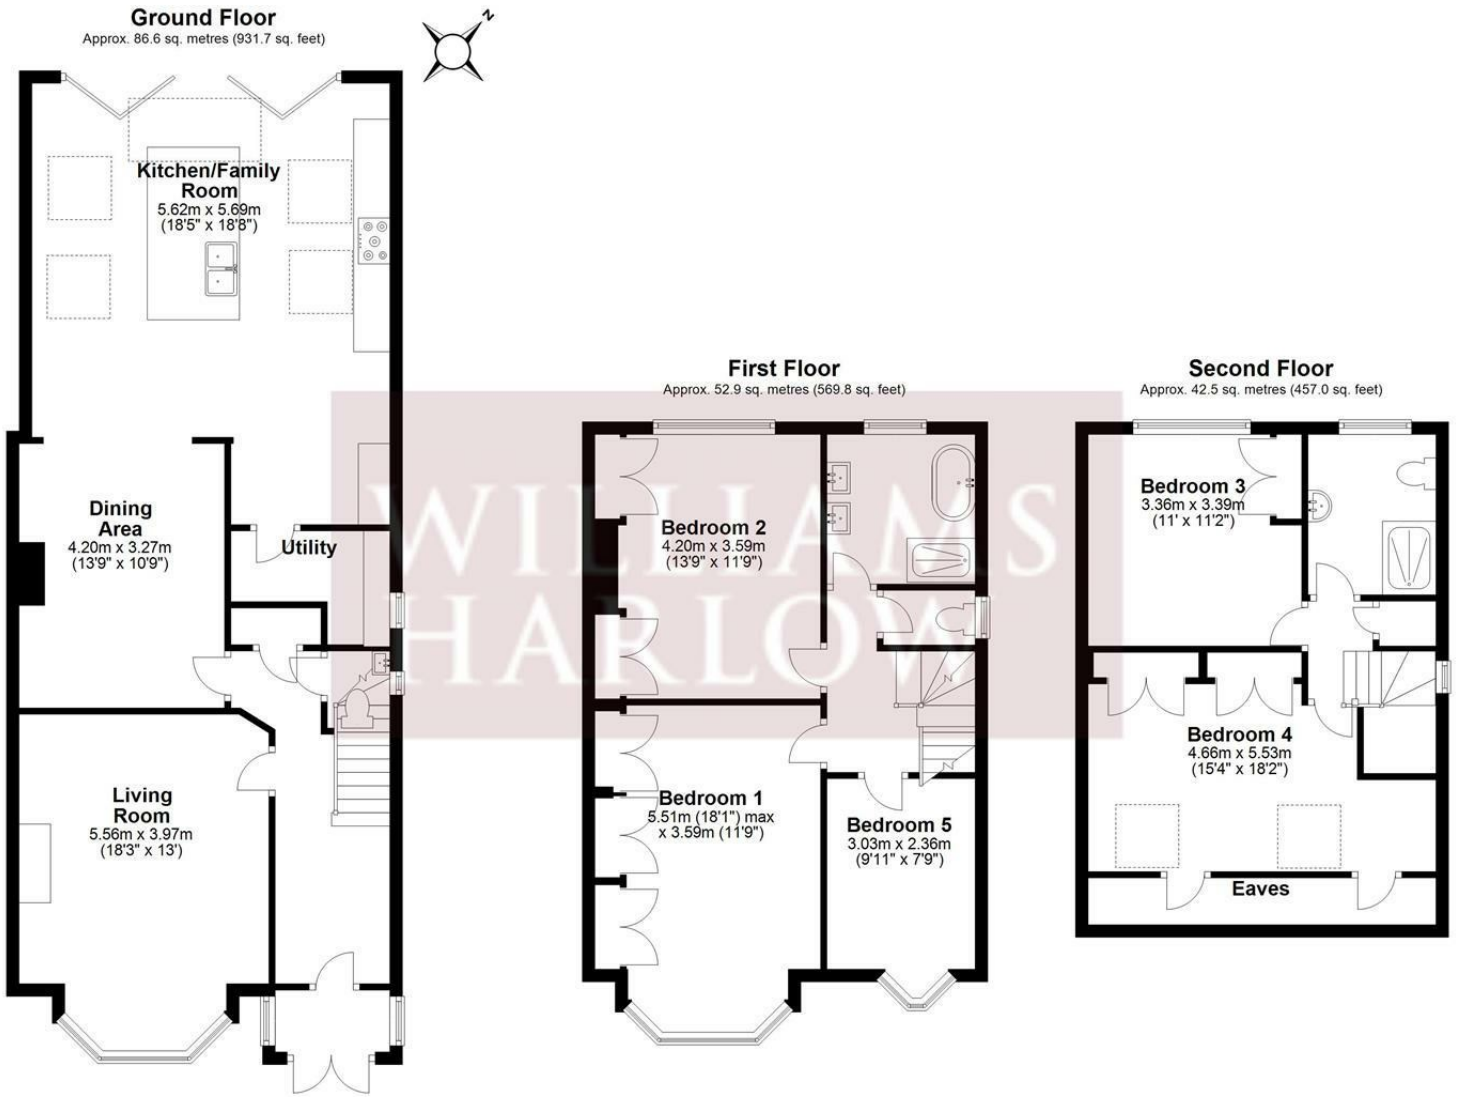 Ground Floor
Approx. 86.6 sq. metres (931.7 sq. feet)
N
Kitchen/Family
Room
5.62m x 5.69m
(18'5" x 18'8")
Dining
Area
4.20m x 3.27m
(13'9" x 10'9")
Utility
Living
Room
5.56m x 3.97m
(18'3" x 13')
First Floor
Approx. 52.9 sq. metres (569.8 sq. feet)
Bedroom 2
4.20m x 3.59m
(13'9" x 11'9")
Bedroom 1
5.51m (18'1") max
x 3.59m (11'9")
Bedroom 5
3.03m x 2.36m
(9'11" x 7'9")
Second Floor
Approx. 42.5 sq. metres (457.0 sq. feet)
Bedroom 3
3.36m x 3.39m
(11' x 11'2")
Bedroom 4
4.66m x 5.53m
(15'4" x 18'2")
Eaves
WILLIAMS
HARLOW